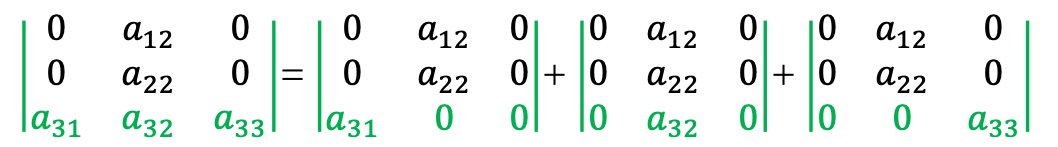 | 0 a₁₂ 0 | | 0 a₁₂ 0 | | 0 a₁₂ 0 | | 0 a₁₂ 0 |
| 0 a₂₂ 0 | = | 0 a₂₂ 0 | + | 0 a₂₂ 0 | + | 0 a₂₂ 0 |
| a₃₁ a₃₂ a₃₃ | | a₃₁ 0 0 | | 0 a₃₂ 0 | | 0 0 a₃₃ |